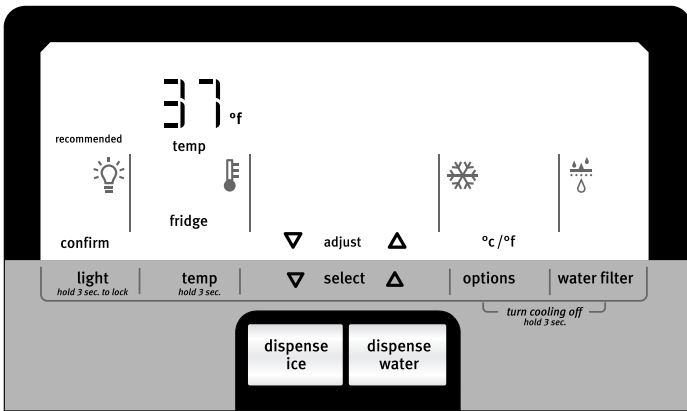 37 °f
recommended
temp
fridge
confirm
adjust
°c/°f
light
hold 3 sec. to lock
temp
hold 3 sec.
select
options
water filter
turn cooling off
hold 3 sec.
dispense
ice
dispense
water